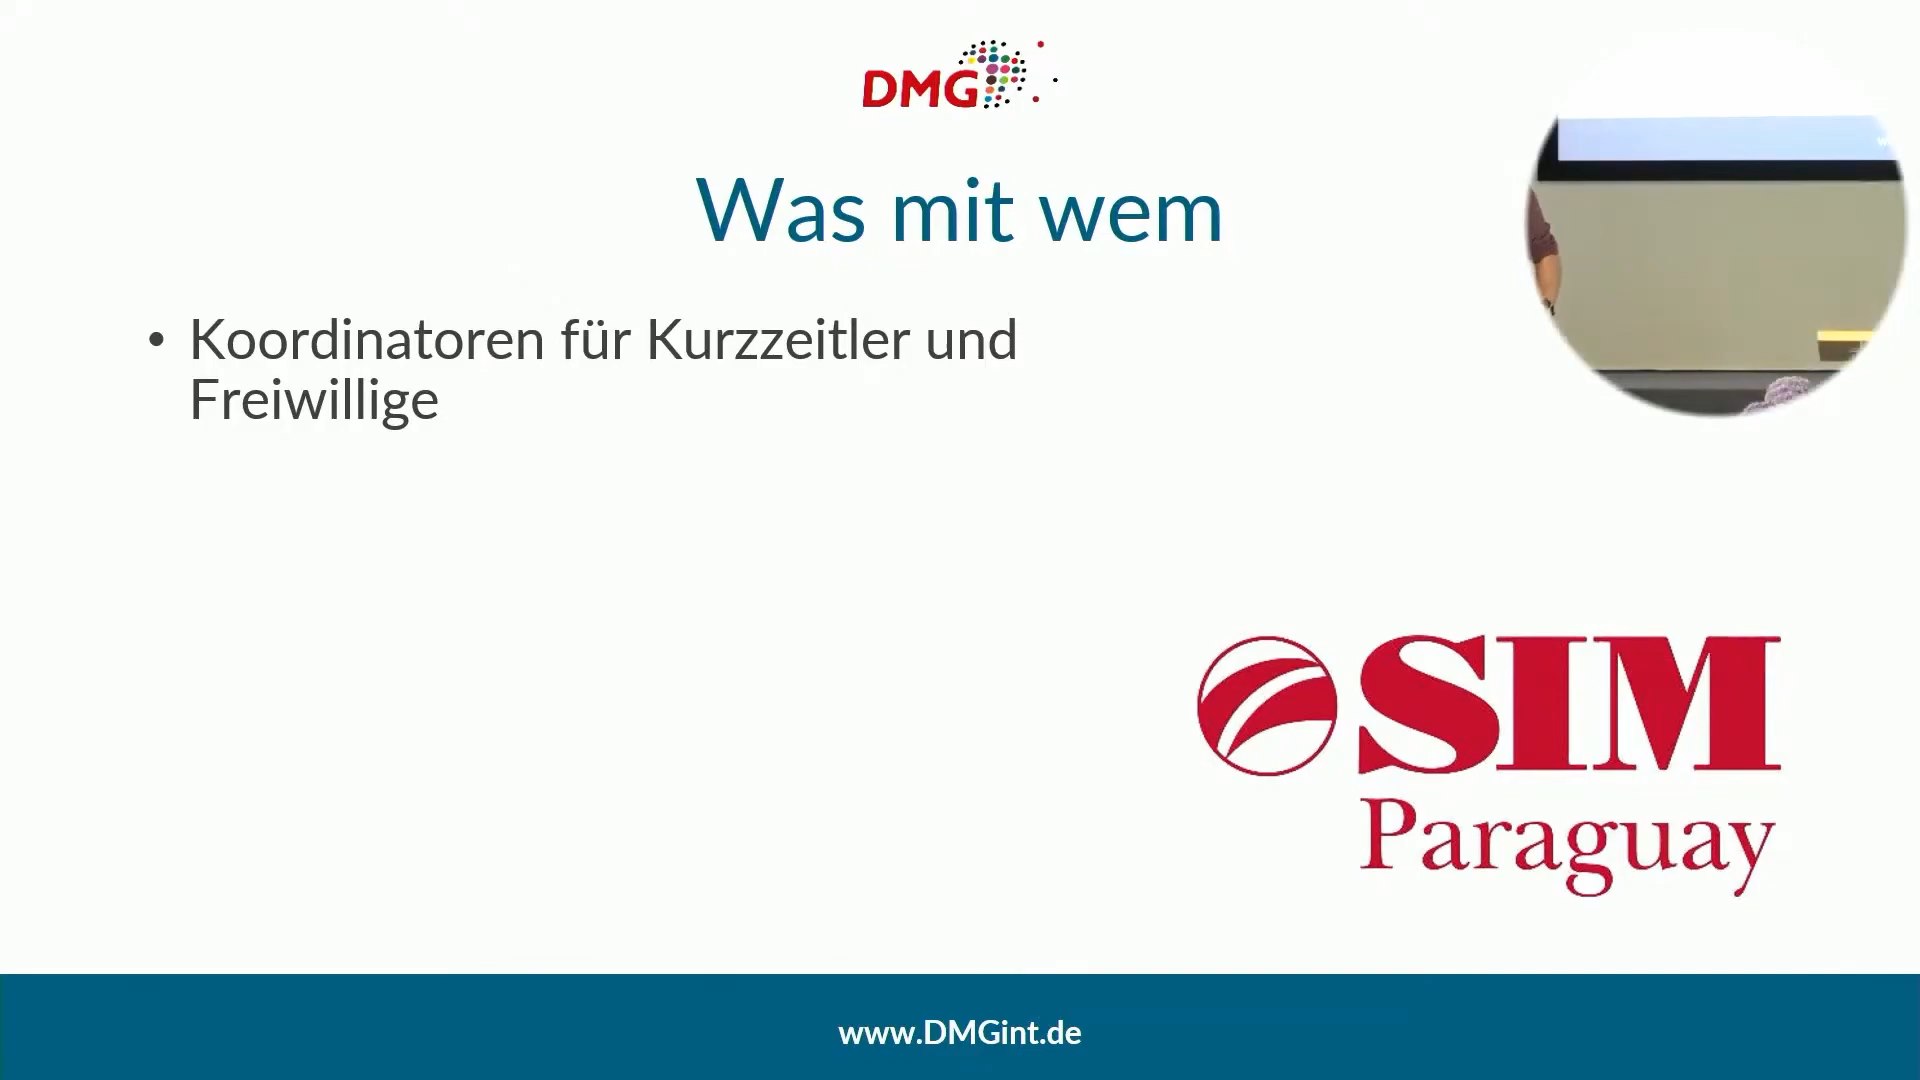 DMG
Was mit wem
• Koordinatoren für Kurzzeitler und
Freiwillige
SIM
Paraguay
www.DMGint.de